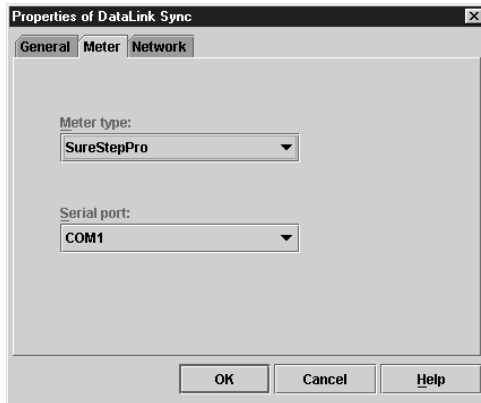 Properties of DataLink Sync
General Meter Network
Meter type:
SureStepPro
Serial port:
COM1
OK Cancel Help